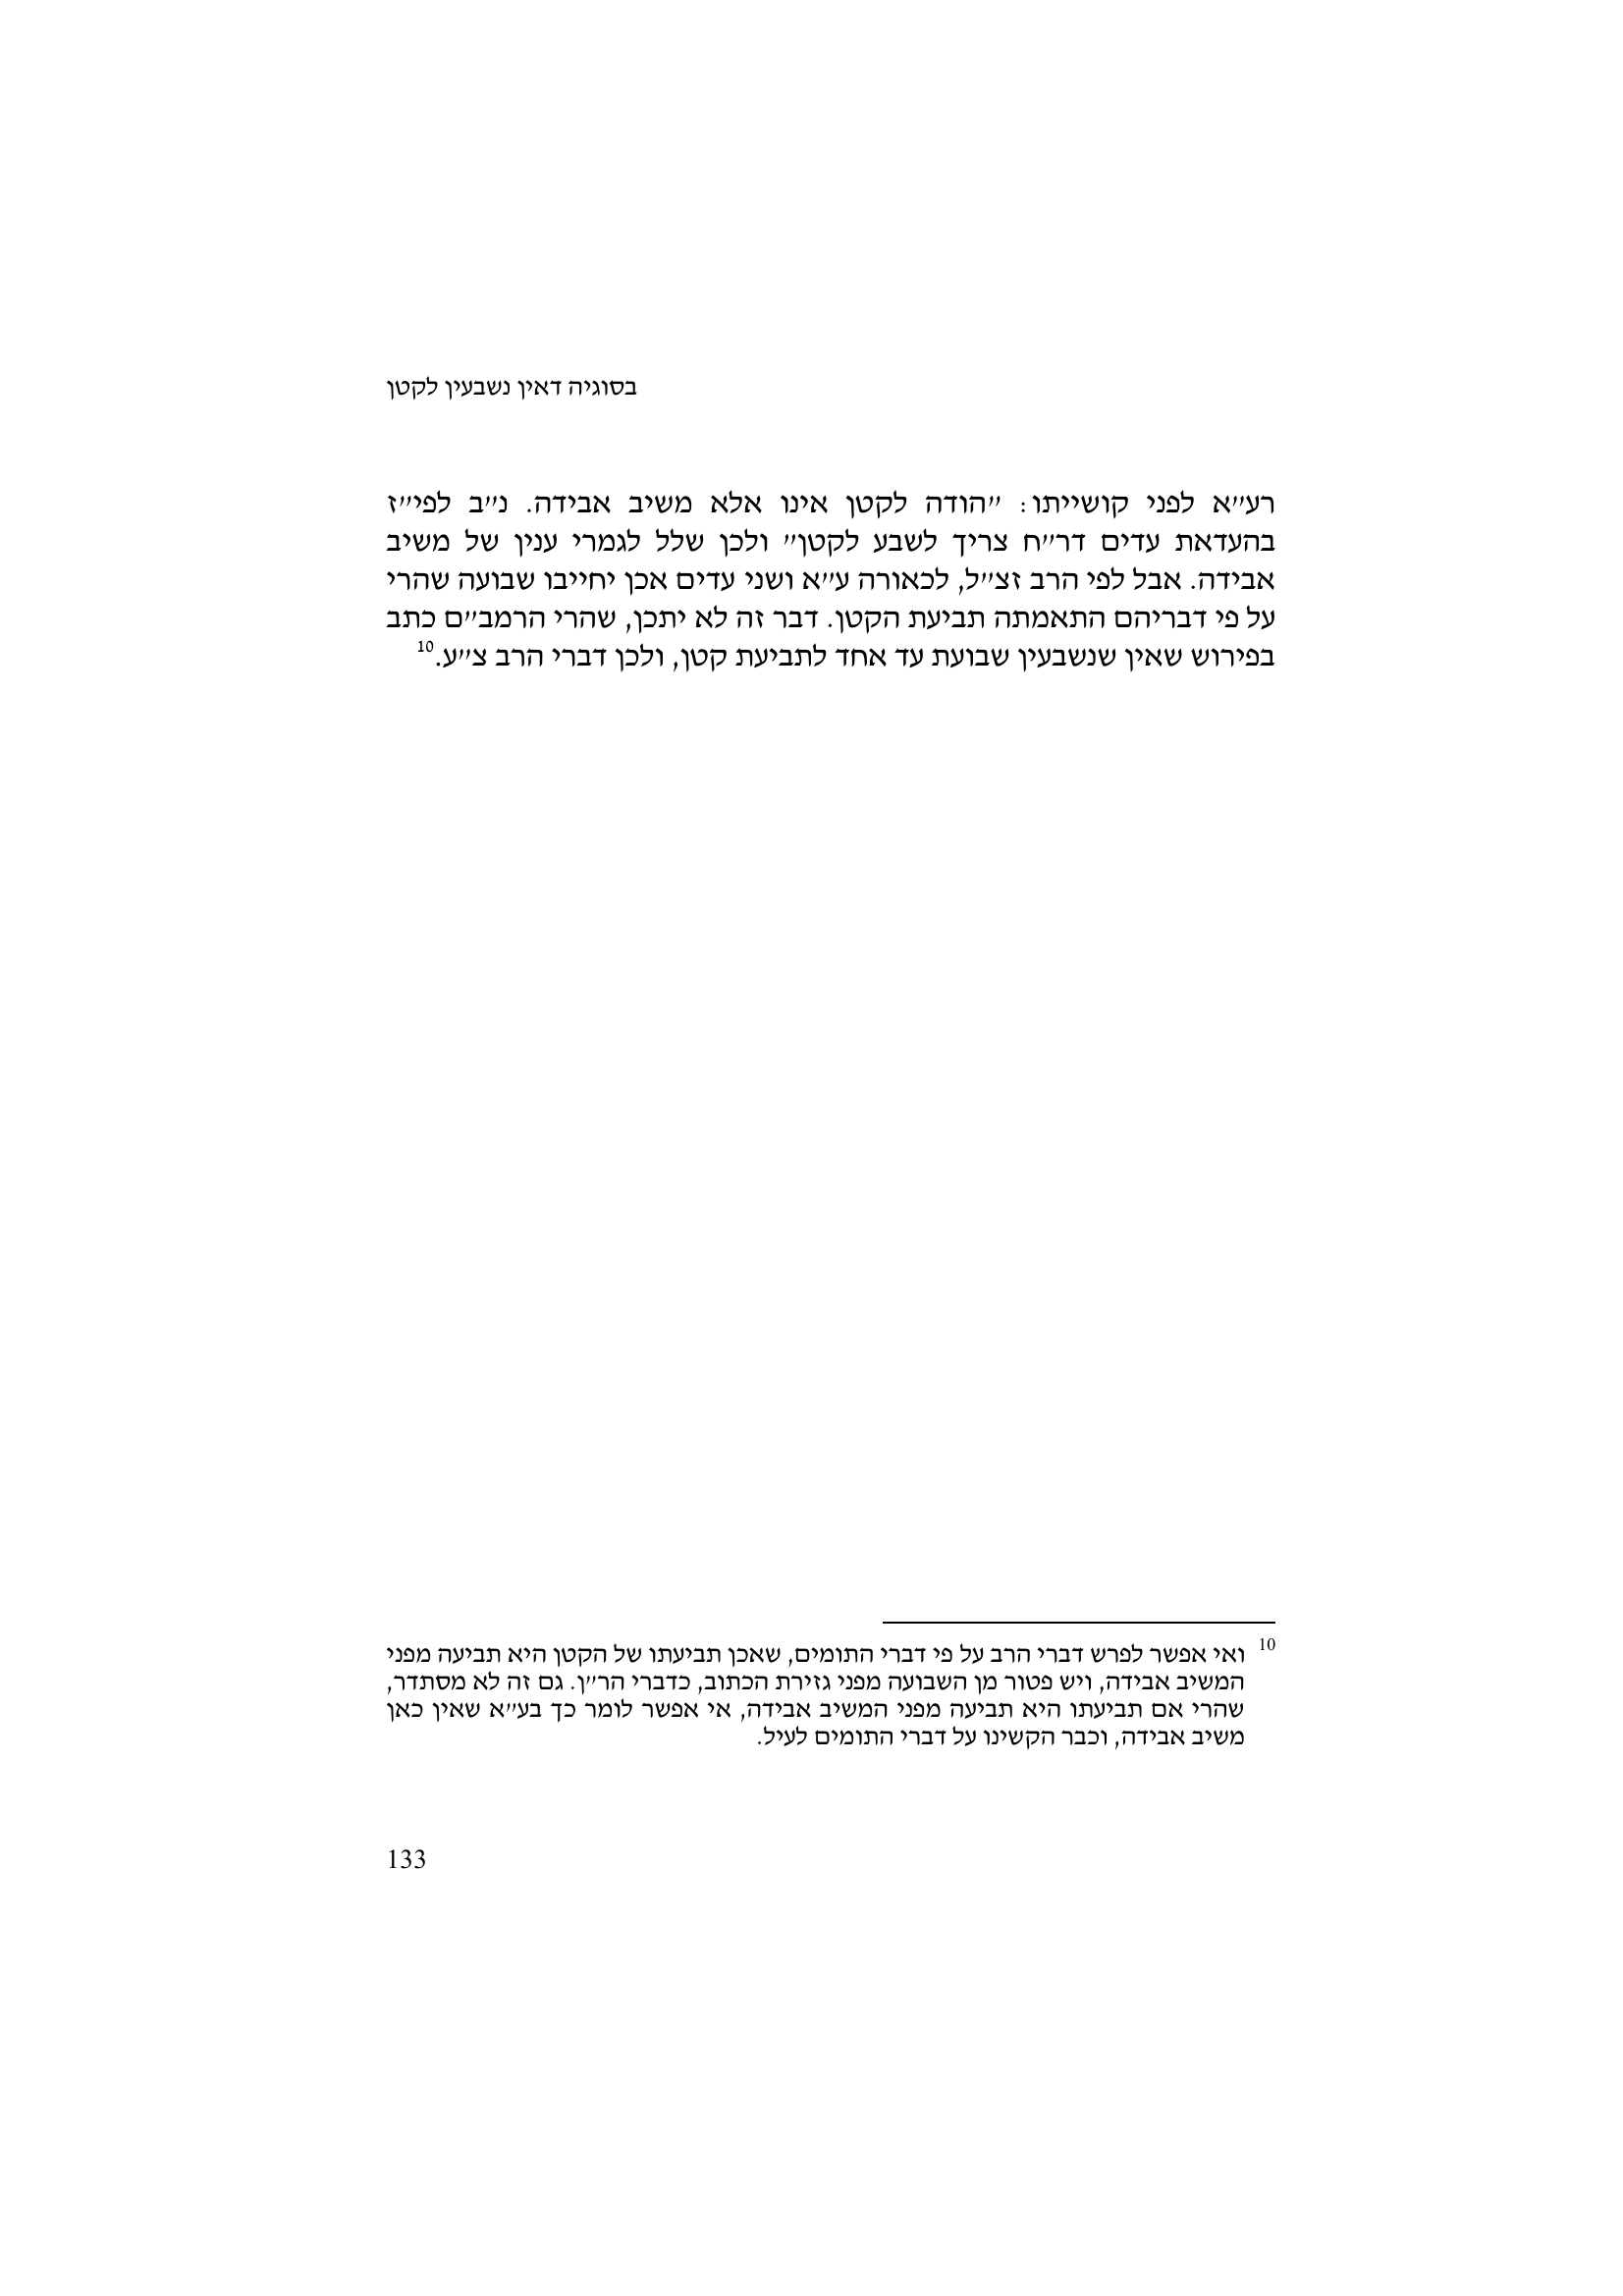 בסוגיה דאין נשבעין לקטן
רע״א לפני קושייתו: ״הודה לקטן אינו אלא משיב אבידה. נ״ב לפי״ז
בהעדאת עדים דר״ח צריך לשבע לקטן״ ולכן שלל לגמרי ענין של משיב
אבידה. אבל לפי הרב זצ״ל, לכאורה ע״א ושני עדים אכן יחייבו שבועה שהרי
על פי דבריהם התאמתה תביעת הקטן. דבר זה לא יתכן, שהרי הרמב״ם כתב
בפירוש שאין שנשבעין שבועת עד אחד לתביעת קטן, ולכן דברי הרב צ״ע.10
10 ואי אפשר לפרש דברי הרב על פי דברי התומים, שאכן תביעתו של הקטן היא תביעה מפני
המשיב אבידה, ויש פטור מן השבועה מפני גזירת הכתוב, כדברי הר״ן. גם זה לא מסתדר,
שהרי אם תביעתו היא תביעה מפני המשיב אבידה, אי אפשר לומר כך בע״א שאין כאן
משיב אבידה, וכבר הקשינו על דברי התומים לעיל.
133